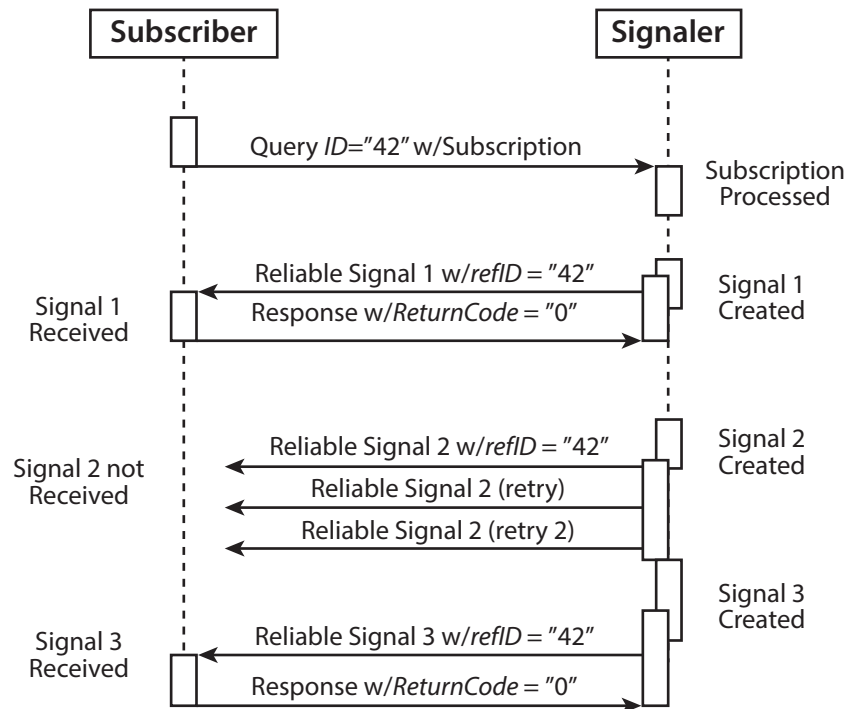 Subscriber
Signaler
Query ID=”42” w/Subscription
Subscription
Processed
Reliable Signal 1 w/refID = ”42”
Signal 1
Created
Signal 1
Received
Response w/ReturnCode = ”0”
Reliable Signal 2 w/refID = ”42”
Signal 2
Created
Signal 2 not
Received
Reliable Signal 2 (retry)
Reliable Signal 2 (retry 2)
Signal 3
Created
Signal 3
Received
Reliable Signal 3 w/refID = ”42”
Response w/ReturnCode = ”0”